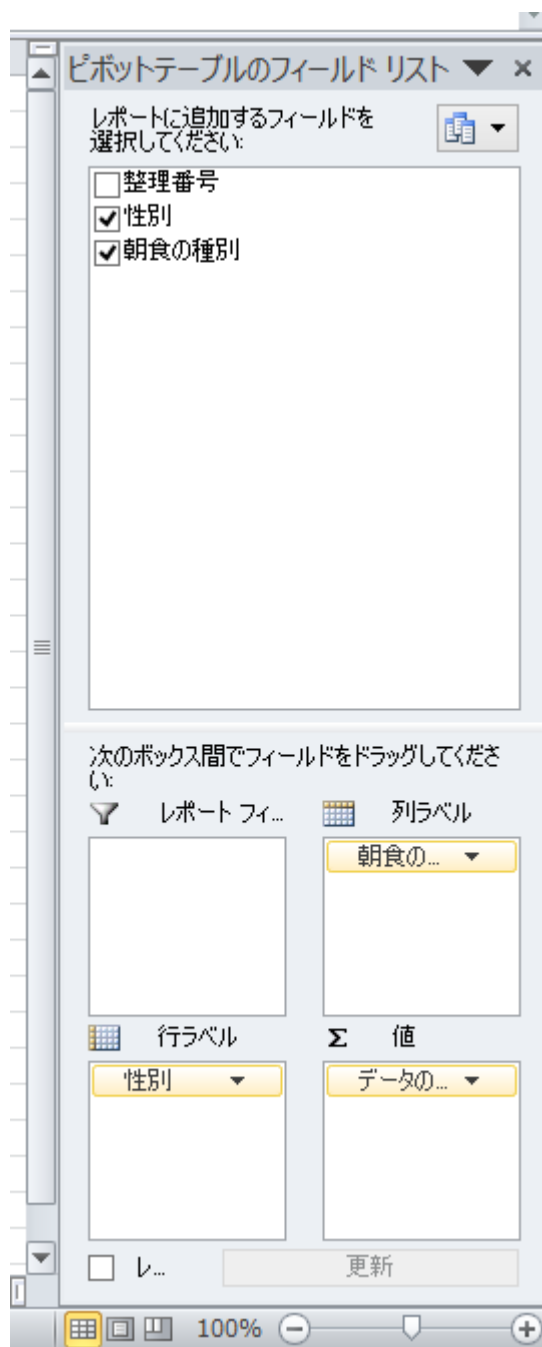 ピボットテーブルのフィールド リスト
レポートに追加するフィールドを
選択してください:
整理番号
性別
朝食の種別
次のボックス間でフィールドをドラッグしてくださ
い:
レポート フィ...
列ラベル
朝食の...
行ラベル
Σ 値
性別
データの...
レ...
更新
100%